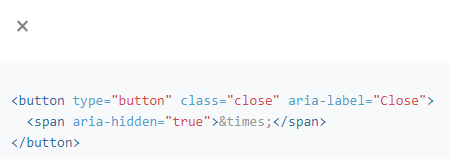 ×
<button type="button" class="close" aria-label="Close">
  <span aria-hidden="true">&times;</span>
</button>